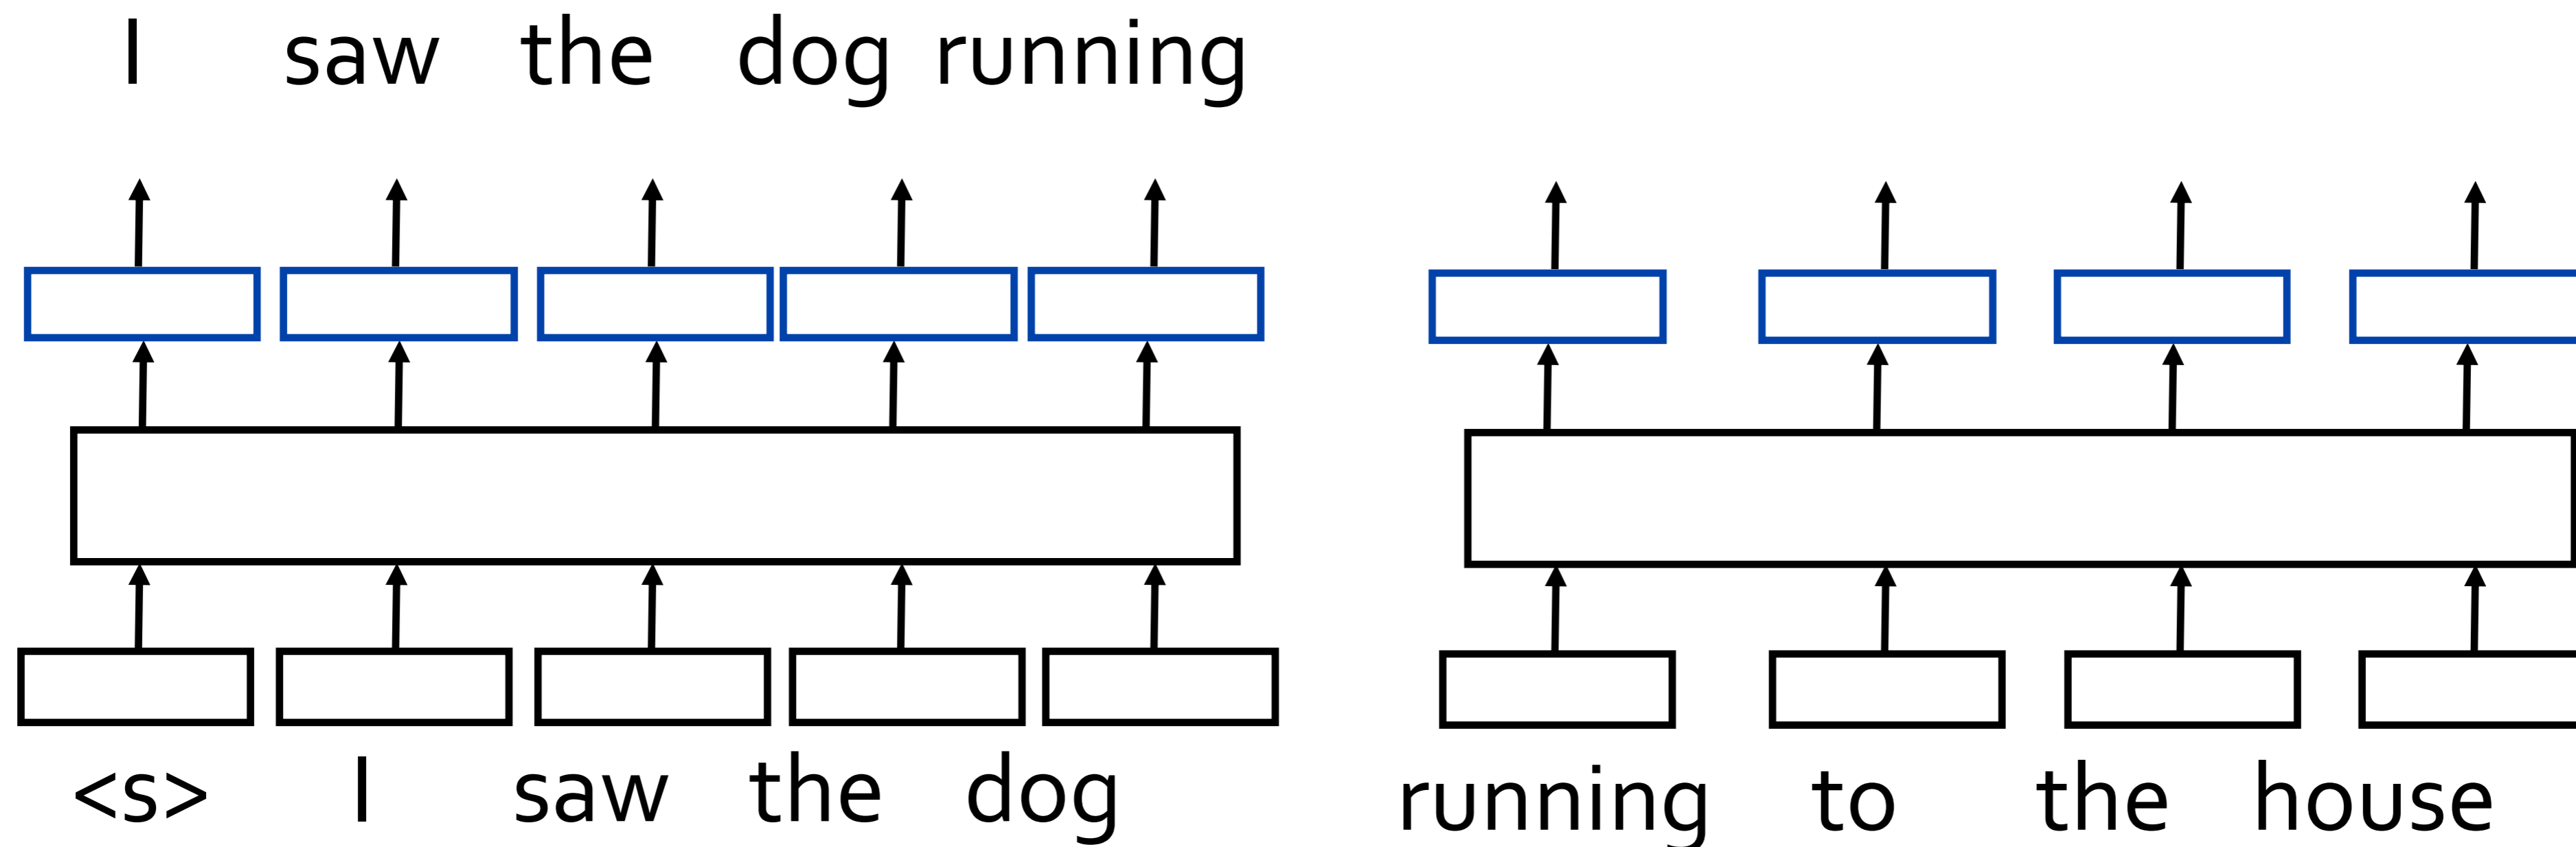 I saw the dog running
<s> I saw the dog
running to the house